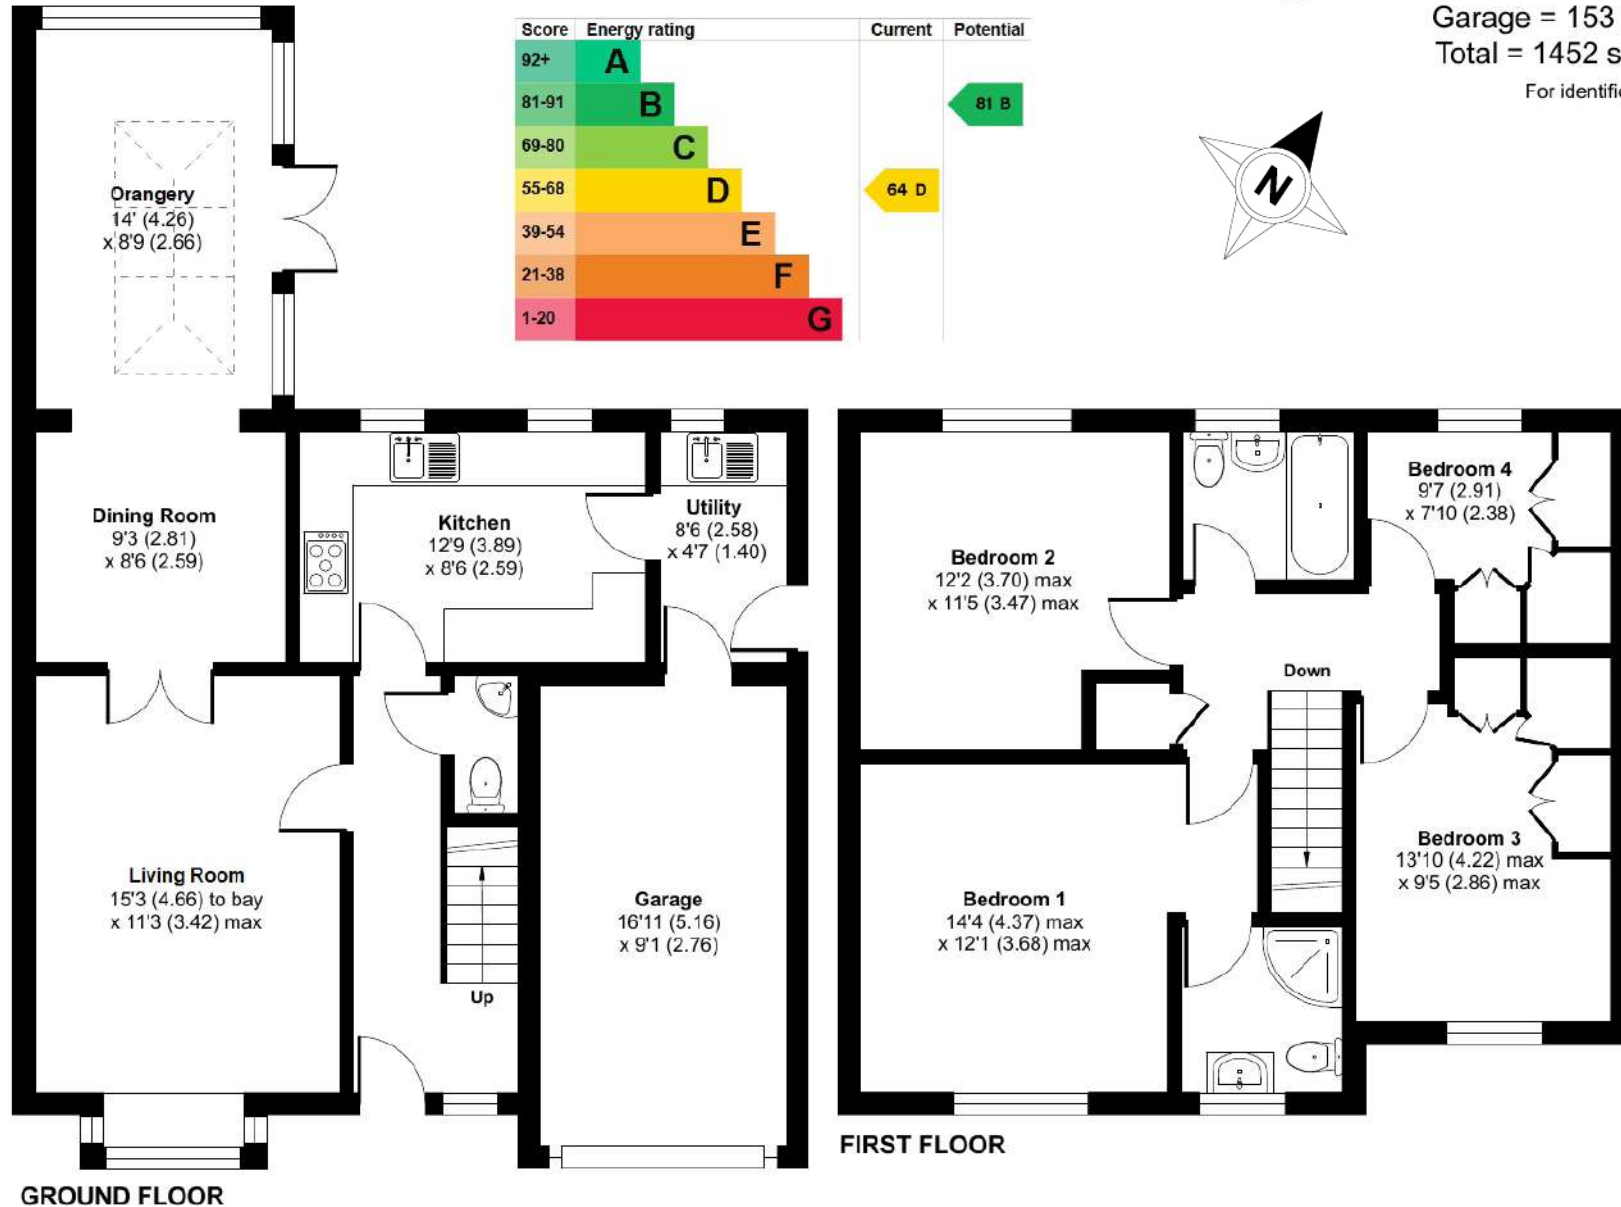 Garage = 153
Total = 1452 s
For identific
Score Energy rating Current Potential
92+ A
81-91 B 81 B
69-80 C
55-68 D 64 D
39-54 E
21-38 F
1-20 G
N
Orangery
14' (4.26)
x 8'9 (2.66)
Dining Room
9'3 (2.81)
x 8'6 (2.59)
Kitchen
12'9 (3.89)
x 8'6 (2.59)
Utility
8'6 (2.58)
x 4'7 (1.40)
Living Room
15'3 (4.66) to bay
x 11'3 (3.42) max
Up
Garage
16'11 (5.16)
x 9'1 (2.76)
GROUND FLOOR
Bedroom 2
12'2 (3.70) max
x 11'5 (3.47) max
Bedroom 4
9'7 (2.91)
x 7'10 (2.38)
Down
Bedroom 1
14'4 (4.37) max
x 12'1 (3.68) max
Bedroom 3
13'10 (4.22) max
x 9'5 (2.86) max
FIRST FLOOR